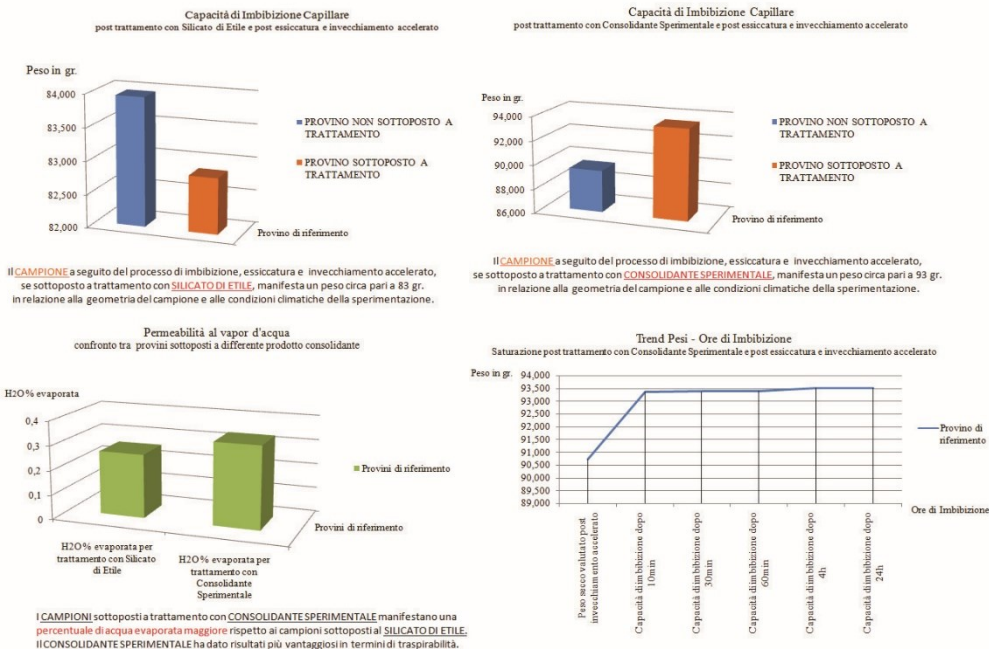 Capacità di Imbibizione Capillare
post trattamento con Silicato di Etile e post essiccatura e invecchiamento accelerato
Peso in gr.
84,000
83,500
83,000
82,500
82,000
PROVINO NON SOTTOPOSTO A
TRATTAMENTO
PROVINO SOTTOPOSTO A
TRATTAMENTO
Provino di riferimento
Il CAMPIONE a seguito del processo di imbibizione, essiccatura e invecchiamento accelerato,
se sottoposto a trattamento con SILICATO DI ETILE, manifesta un peso circa pari a 83 gr.
in relazione alla geometria del campione e alle condizioni climatiche della sperimentazione.
Capacità di Imbibizione Capillare
post trattamento con Consolidante Sperimentale e post essiccatura e invecchiamento accelerato
Peso in gr.
94,000
92,000
90,000
88,000
86,000
PROVINO NON SOTTOPOSTO A
TRATTAMENTO
PROVINO SOTTOPOSTO A
TRATTAMENTO
Provino di riferimento
Il CAMPIONE a seguito del processo di imbibizione, essiccatura e invecchiamento accelerato,
se sottoposto a trattamento con CONSOLIDANTE SPERIMENTALE, manifesta un peso circa pari a 93 gr.
in relazione alla geometria del campione e alle condizioni climatiche della sperimentazione.
Permeabilità al vapor d'acqua
confronto tra provini sottoposti a differente prodotto consolidante
H2O% evaporata
0,4
0,3
0,2
0,1
0
Provini di riferimento
Provini di riferimento
H2O% evaporata per
trattamento con Silicato
di Etile
H2O% evaporata per
trattamento con
Consolidante
Sperimentale
I CAMPIONI sottoposti a trattamento con CONSOLIDANTE SPERIMENTALE manifestano una
percentuale di acqua evaporata maggiore rispetto ai campioni sottoposti al SILICATO DI ETILE.
Il CONSOLIDANTE SPERIMENTALE ha dato risultati più vantaggiosi in termini di traspirabilità.
Trend Pesi - Ore di Imbibizione
Saturazione post trattamento con Consolidante Sperimentale e post essiccatura e invecchiamento accelerato
Peso in gr.
94,000
93,500
93,000
92,500
92,000
91,500
91,000
90,500
90,000
89,500
89,000
Provino di
riferimento
Ore di Imbibizione
Peso secco valutato post
invecchiamento accelerato
Capacità di imbibizione dopo
10min
Capacità di imbibizione dopo
30min
Capacità di imbibizione dopo
60min
Capacità di imbibizione dopo
4h
Capacità di imbibizione dopo
24h